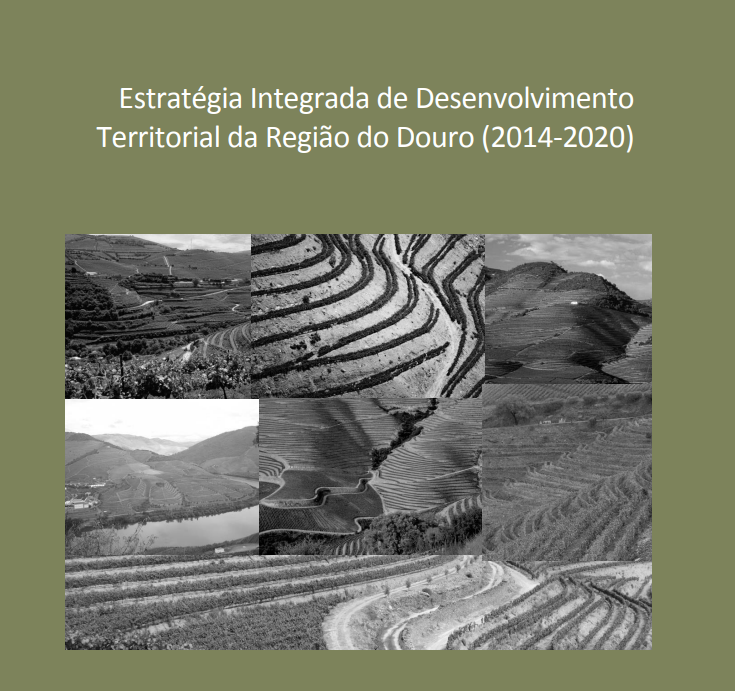 Estratégia Integrada de Desenvolvimento
Territorial da Região do Douro (2014-2020)